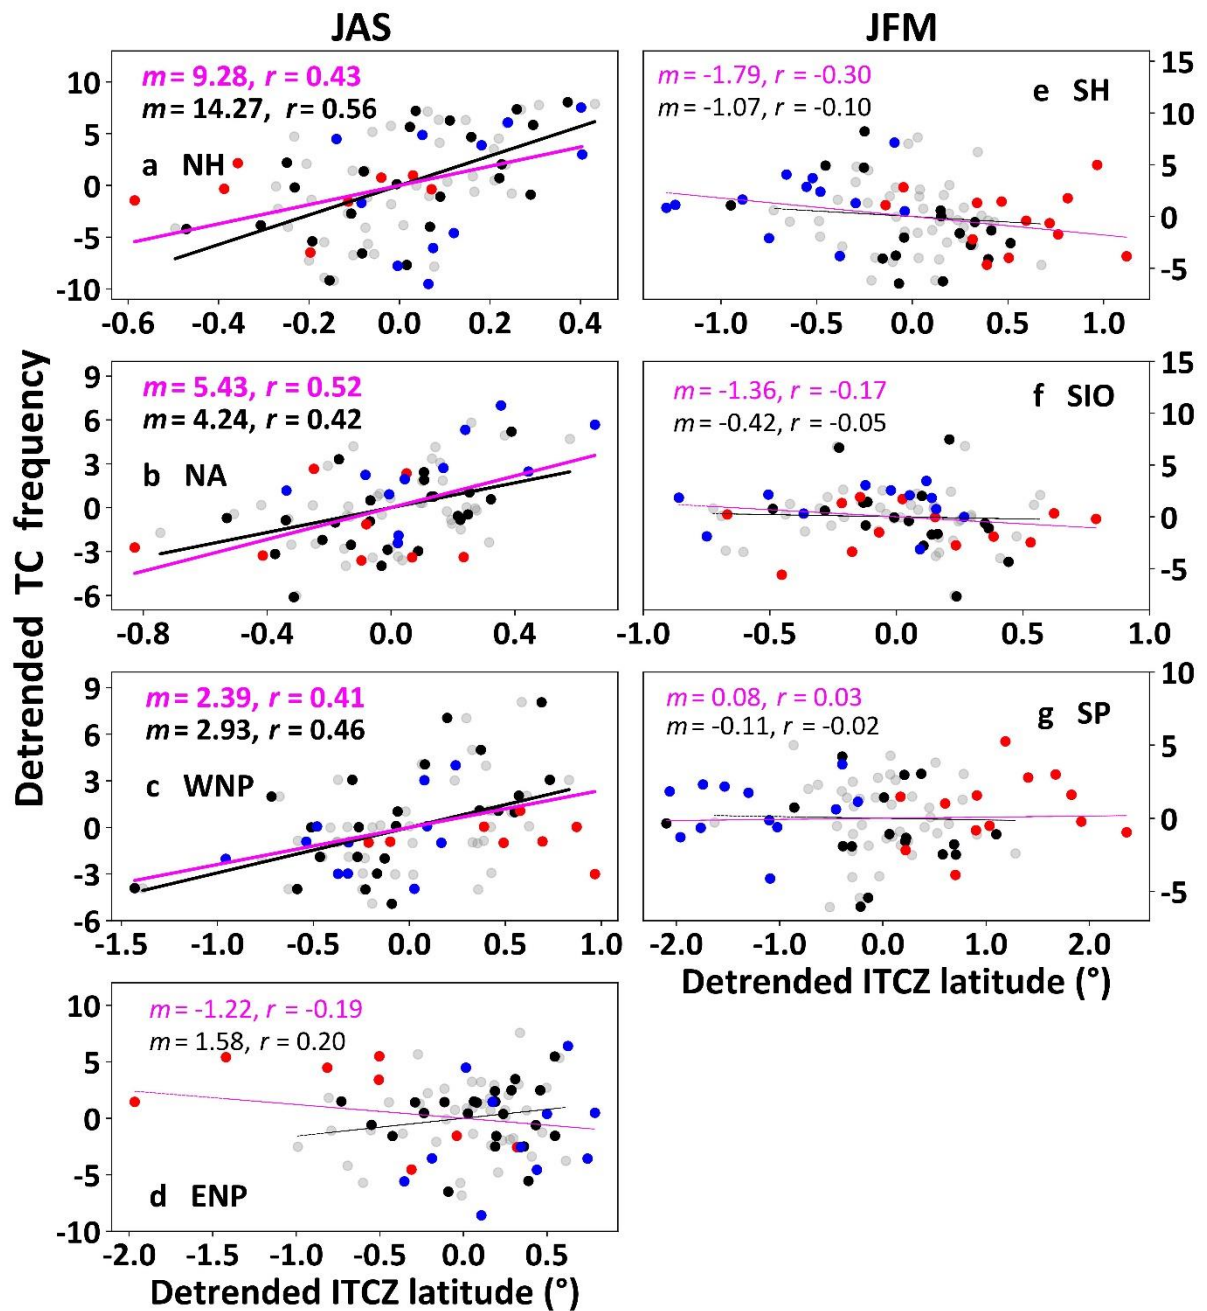 JAS
JFM
Detrended TC frequency
m = 9.28, r = 0.43
m = 14.27, r = 0.56
a NH
10
5
0
-5
-10
-0.6 -0.4 -0.2 0.0 0.2 0.4
m = -1.79, r = -0.30
m = -1.07, r = -0.10
e SH
15
10
5
0
-5
-1.0 -0.5 0.0 0.5 1.0
m = 5.43, r = 0.52
m = 4.24, r = 0.42
b NA
9
6
3
0
-3
-6
-0.8 -0.4 0.0 0.4
m = -1.36, r = -0.17
m = -0.42, r = -0.05
f SIO
15
10
5
0
-5
-1.0 -0.5 0.0 0.5 1.0
m = 2.39, r = 0.41
m = 2.93, r = 0.46
c WNP
9
6
3
0
-3
-6
-1.5 -1.0 -0.5 0.0 0.5 1.0
m = 0.08, r = 0.03
m = -0.11, r = -0.02
g SP
10
5
0
-5
-2.0 -1.0 0.0 1.0 2.0
Detrended ITCZ latitude (°)
m = -1.22, r = -0.19
m = 1.58, r = 0.20
d ENP
10
5
0
-5
-10
-2.0 -1.5 -1.0 -0.5 0.0 0.5
Detrended ITCZ latitude (°)